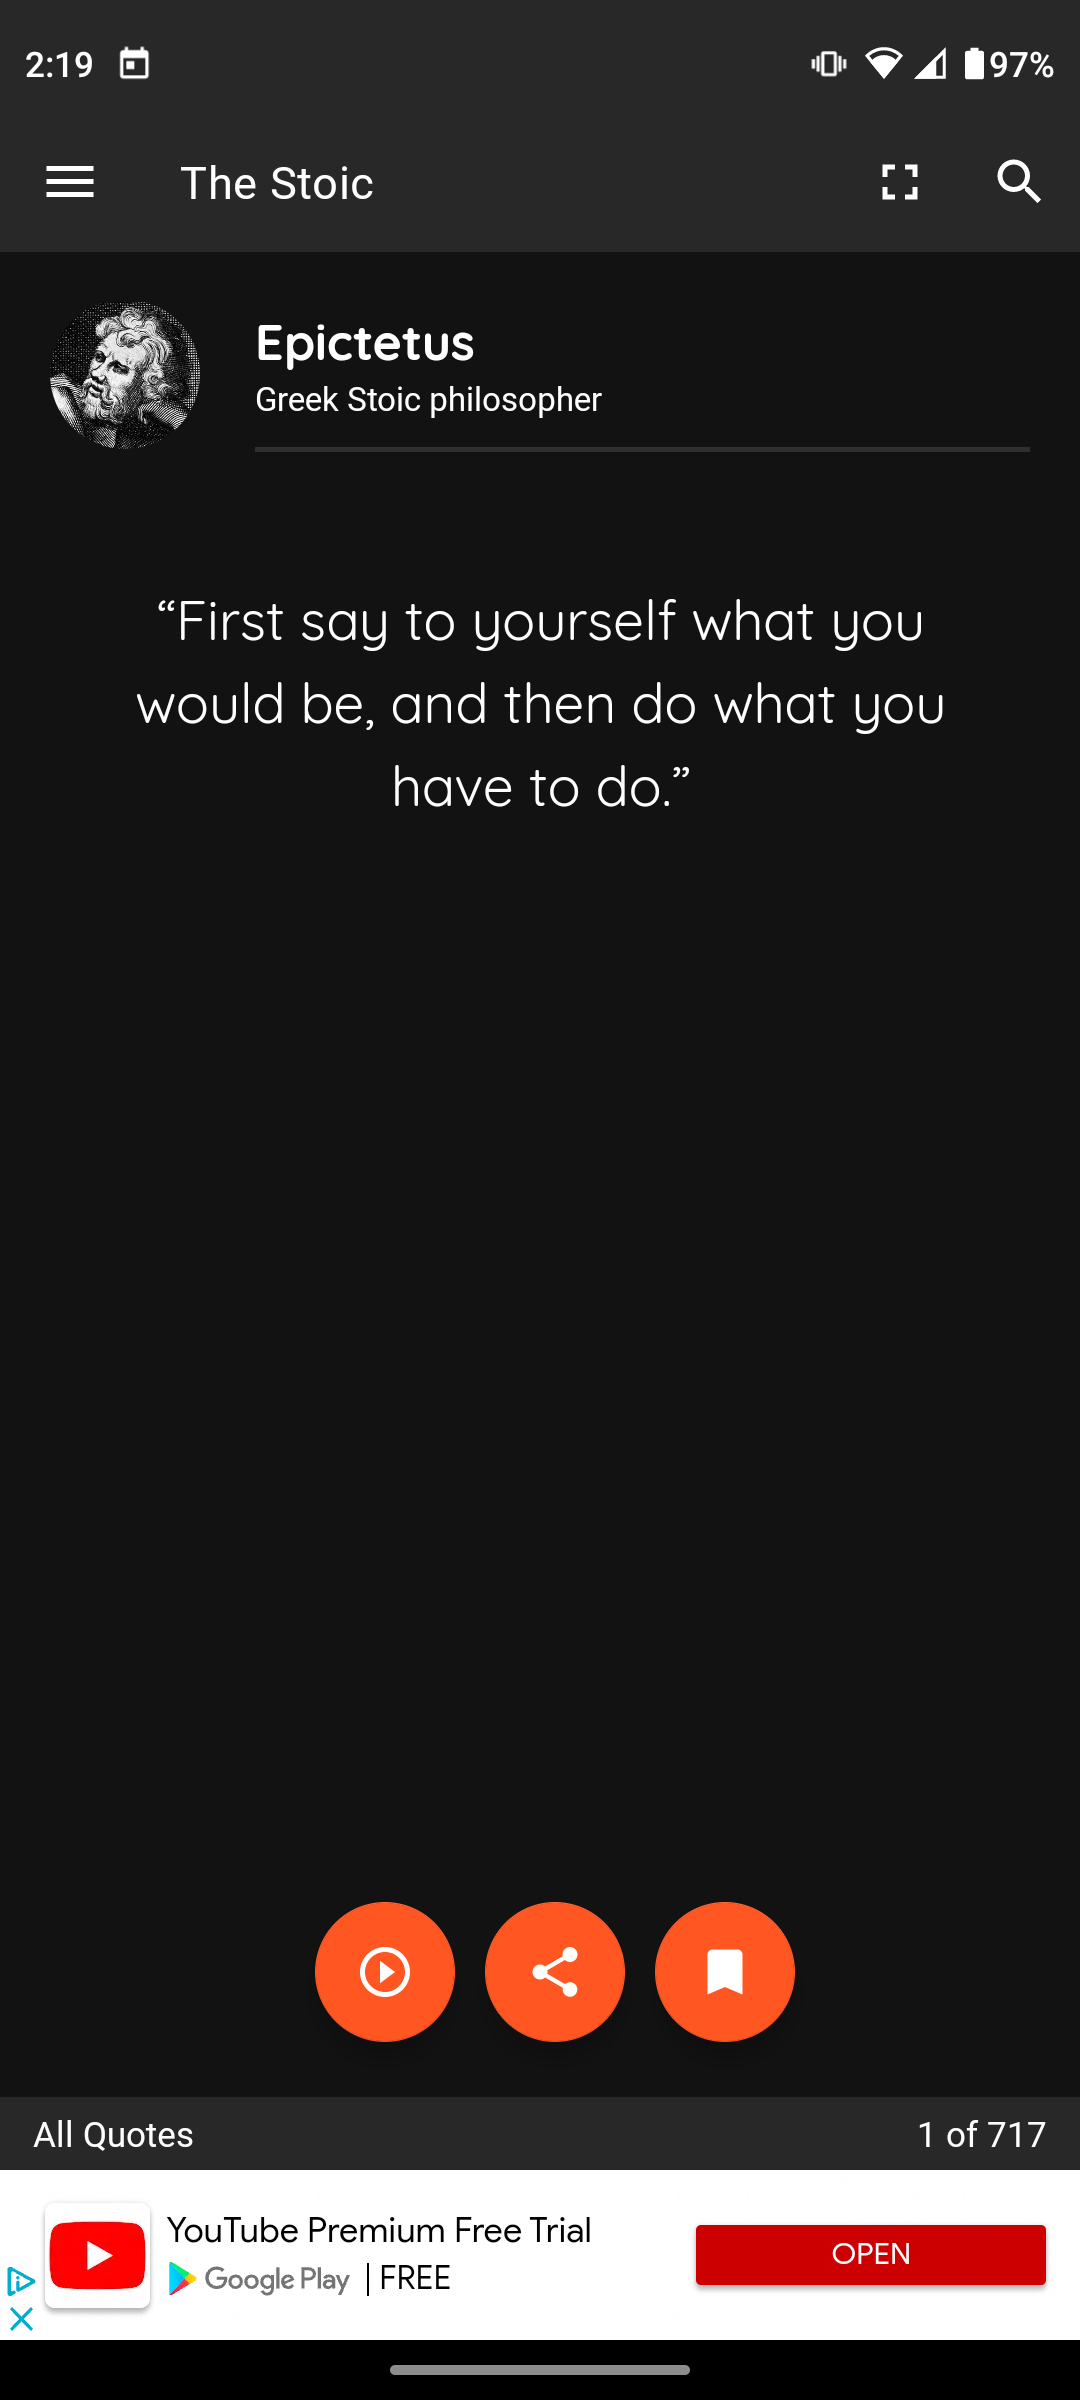 2:19
97%
The Stoic
Epictetus
Greek Stoic philosopher
“First say to yourself what you
would be, and then do what you
have to do.”
All Quotes
1 of 717
YouTube Premium Free Trial
Google Play | FREE
OPEN